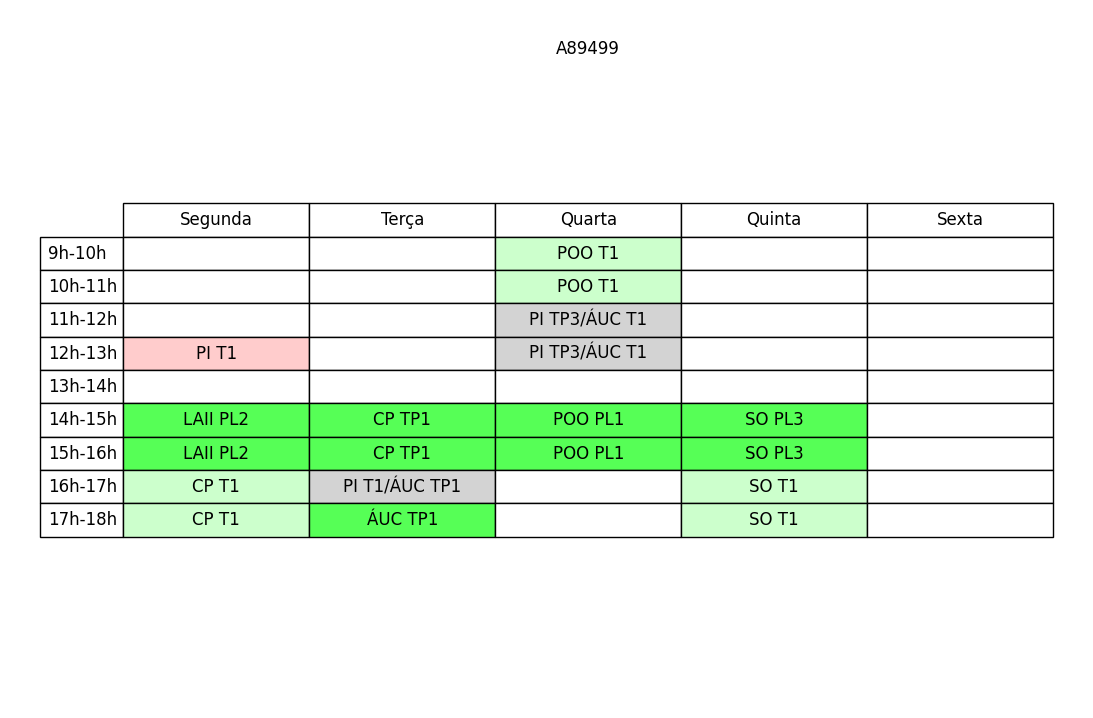 A89499
Segunda Terça Quarta Quinta Sexta
9h-10h POO T1
10h-11h POO T1
11h-12h PI TP3/ÁUC T1
12h-13h PI T1 PI TP3/ÁUC T1
13h-14h
14h-15h LAII PL2 CP TP1 POO PL1 SO PL3
15h-16h LAII PL2 CP TP1 POO PL1 SO PL3
16h-17h CP T1 PI T1/ÁUC TP1 SO T1
17h-18h CP T1 ÁUC TP1 SO T1